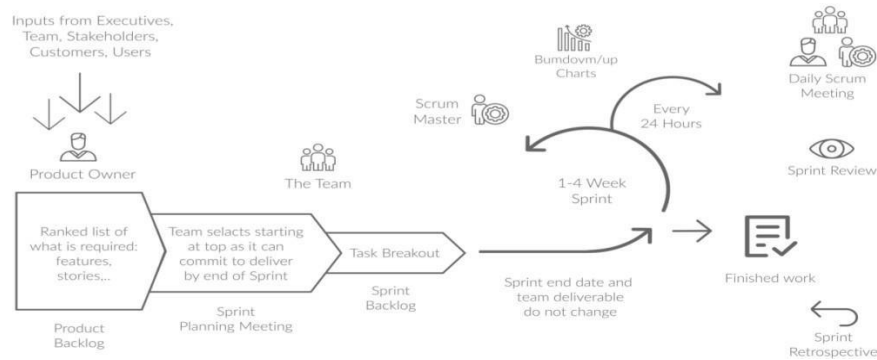 Inputs from Executives,
Team, Stakeholders,
Customers, Users
Product Owner
Ranked list of
what is required:
features,
stories,..
Product
Backlog
The Team
Team selacts starting
at top as it can
commit to deliver
by end of Sprint
Sprint
Planning Meeting
Task Breakout
Sprint
Backlog
Scrum
Master
Bumdovm/up
Charts
Every
24 Hours
1-4 Week
Sprint
Sprint end date and
team deliverable
do not change
Daily Scrum
Meeting
Sprint Review
Finished work
Sprint
Retrospective